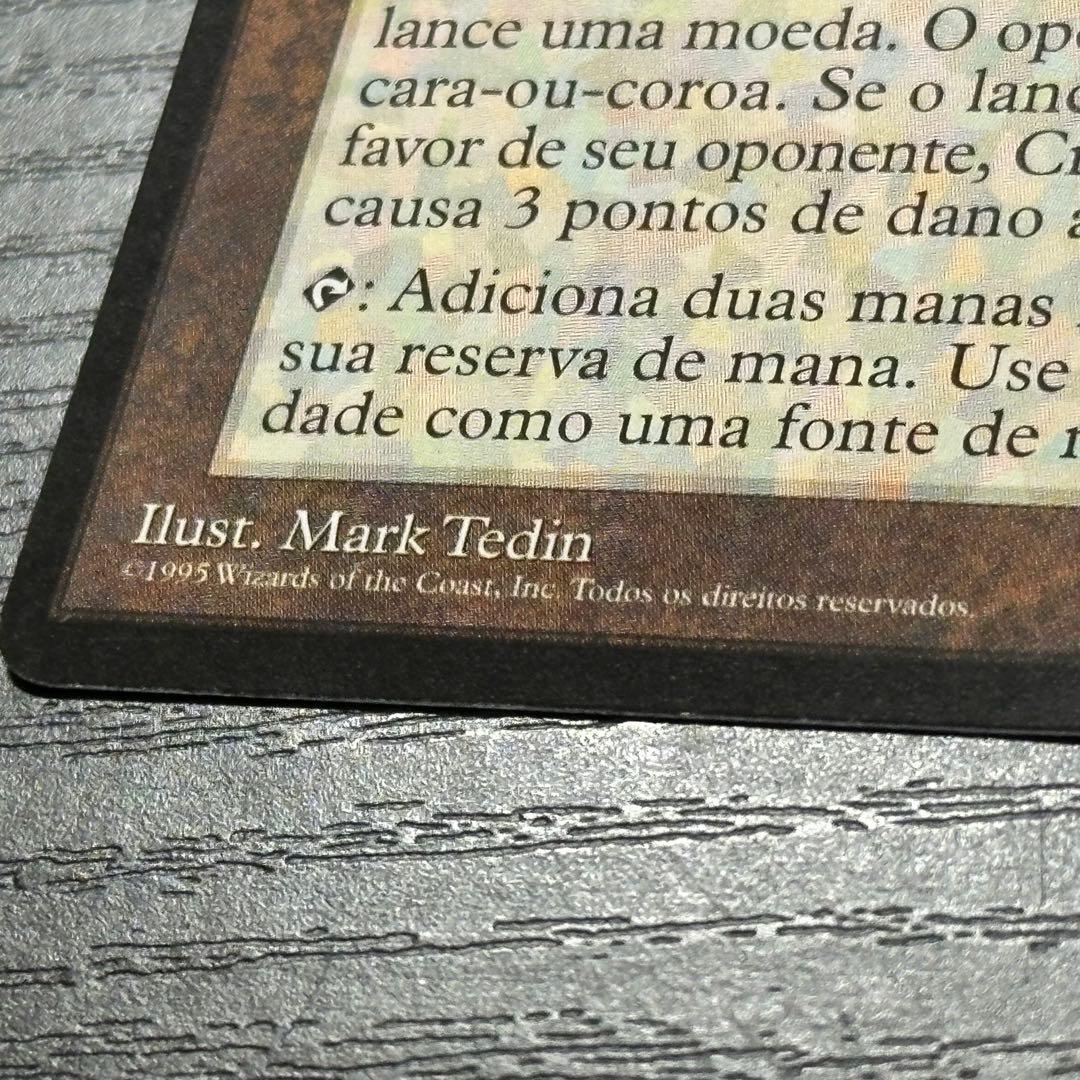 lance uma moeda. O
cara-ou-coroa. Se o
favor de seu oponente,
causa 3 pontos de dano
: Adiciona duas manas
sua reserva de mana. Use
dade como uma fonte de
Ilust. Mark Tedin
©1995 Wizards of the Coast, Inc. Todos os direitos reservados.